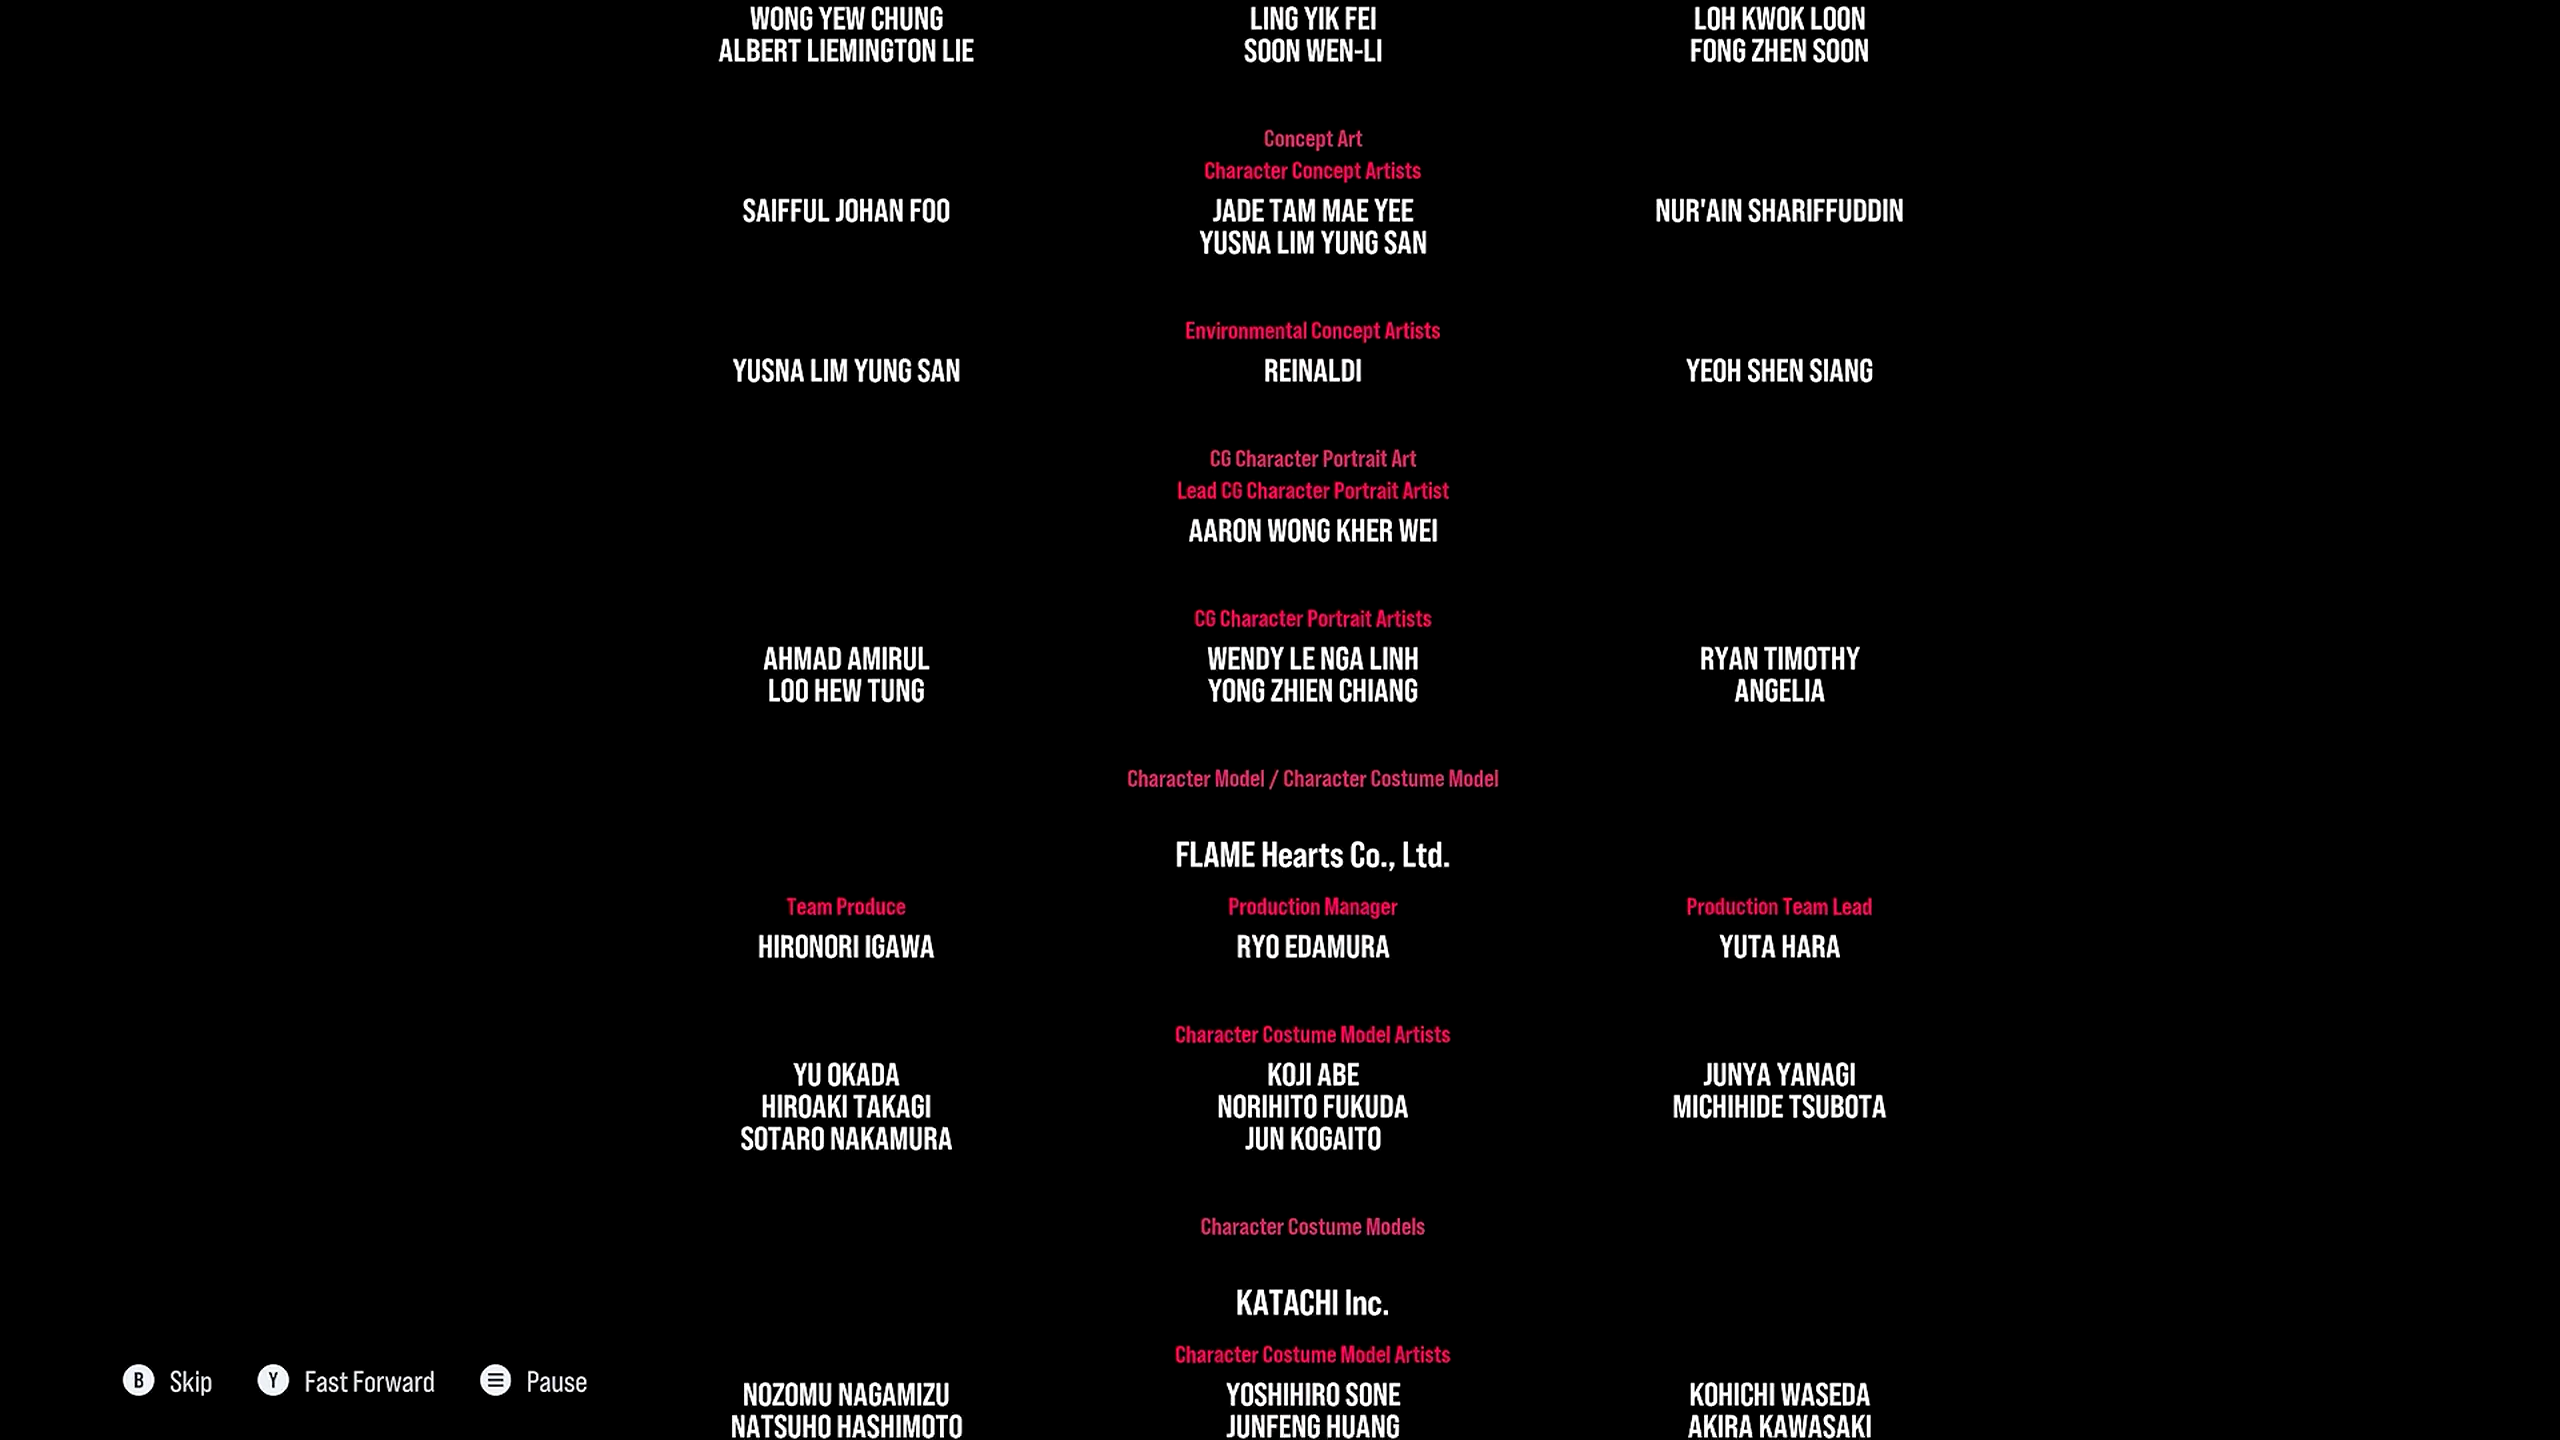 WONG YEW CHUNG LING YIK FEI LOH KWOK LOON
ALBERT LIEMINGTON LIE SOON WEN-LI FONG ZHEN SOON
Concept Art
Character Concept Artists
SAIFFUL JOHAN FOO JADE TAM MAE YEE NUR'AIN SHARIFFUDDIN
YUSNA LIM YUNG SAN
Environmental Concept Artists
YUSNA LIM YUNG SAN REINALDI YEOH SHEN SIANG
CG Character Portrait Art
Lead CG Character Portrait Artist
AARON WONG KHER WEI
CG Character Portrait Artists
AHMAD AMIRUL WENDY LE NGA LINH RYAN TIMOTHY
LOO HEW TUNG YONG ZHIEN CHIANG ANGELIA
Character Model / Character Costume Model
FLAME Hearts Co., Ltd.
Team Produce Production Manager Production Team Lead
HIRONORI IGAWA RYO EDAMURA YUTA HARA
Character Costume Model Artists
YU OKADA KOJI ABE JUNYA YANAGI
HIROAKI TAKAGI NORIHITO FUKUDA MICHIHIDE TSUBOTA
SOTARO NAKAMURA JUN KOGAITO
Character Costume Models
KATACHI Inc.
Character Costume Model Artists
B Skip Y Fast Forward Pause
NOZOMU NAGAMIZU YOSHIHIRO SONE KOHICHI WASEDA
NATSUHO HASHIMOTO JUNFENG HUANG AKIRA KAWASAKI